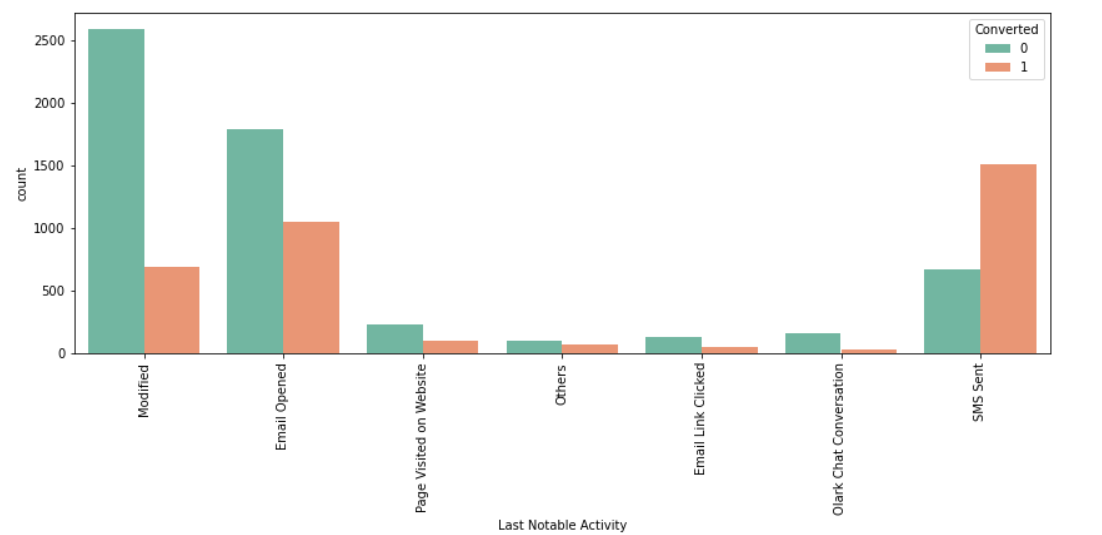 Converted
0
1
2500
2000
1500
1000
500
0
count
Modified
Email Opened
Page Visited on Website
Others
Email Link Clicked
Olark Chat Conversation
SMS Sent
Last Notable Activity